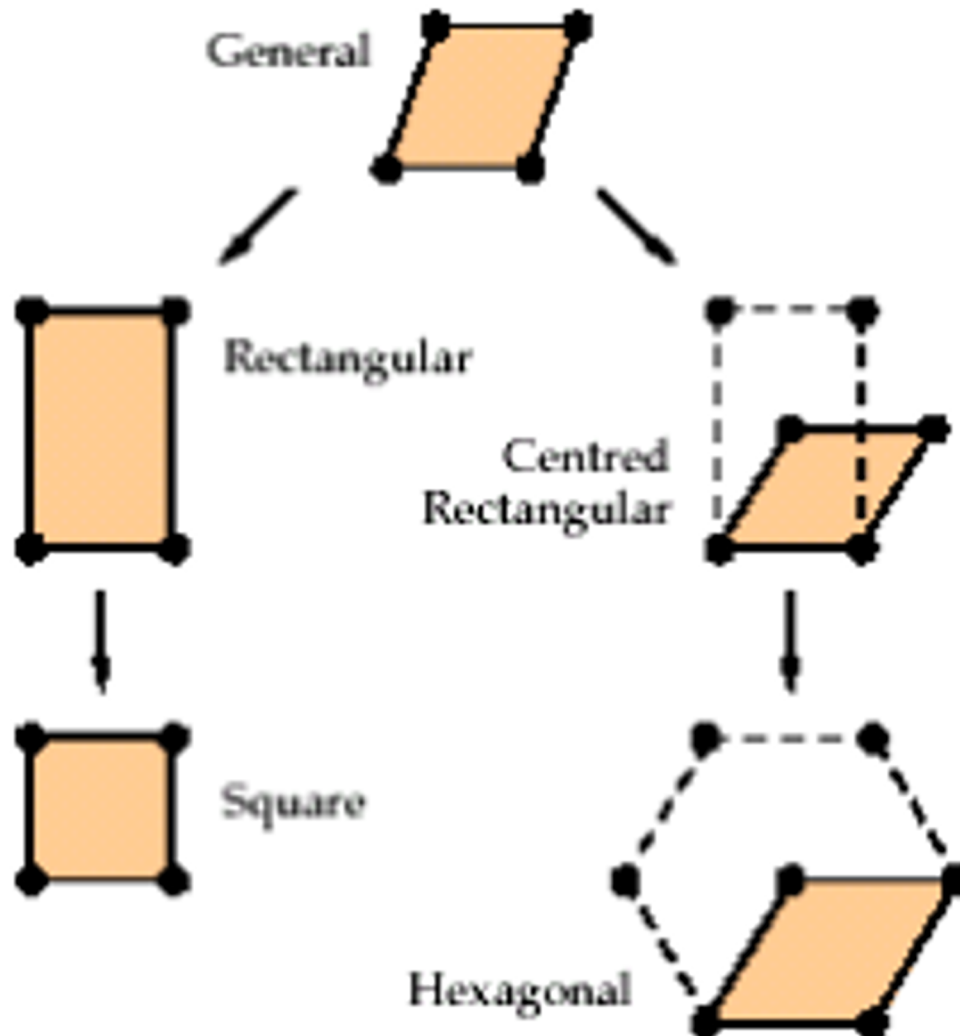 General
Rectangular
Centred
Rectangular
Square
Hexagonal